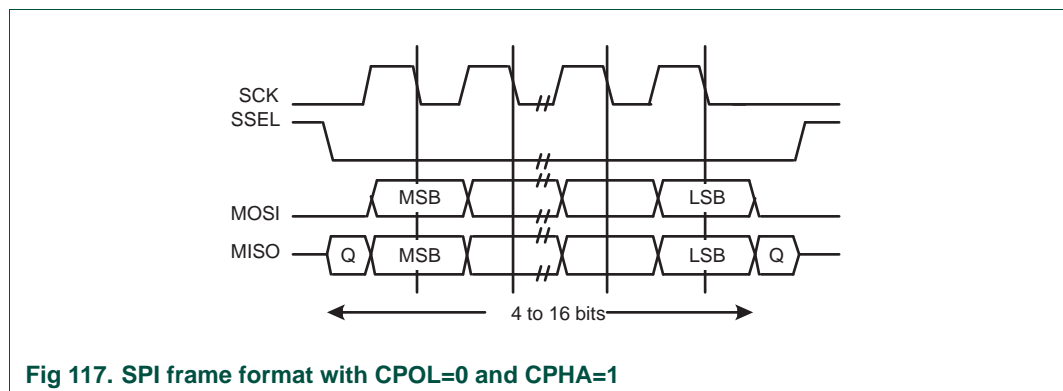 SCK
SSEL
MSB LSB
MOSI
MISO Q MSB LSB Q
4 to 16 bits
Fig 117. SPI frame format with CPOL=0 and CPHA=1